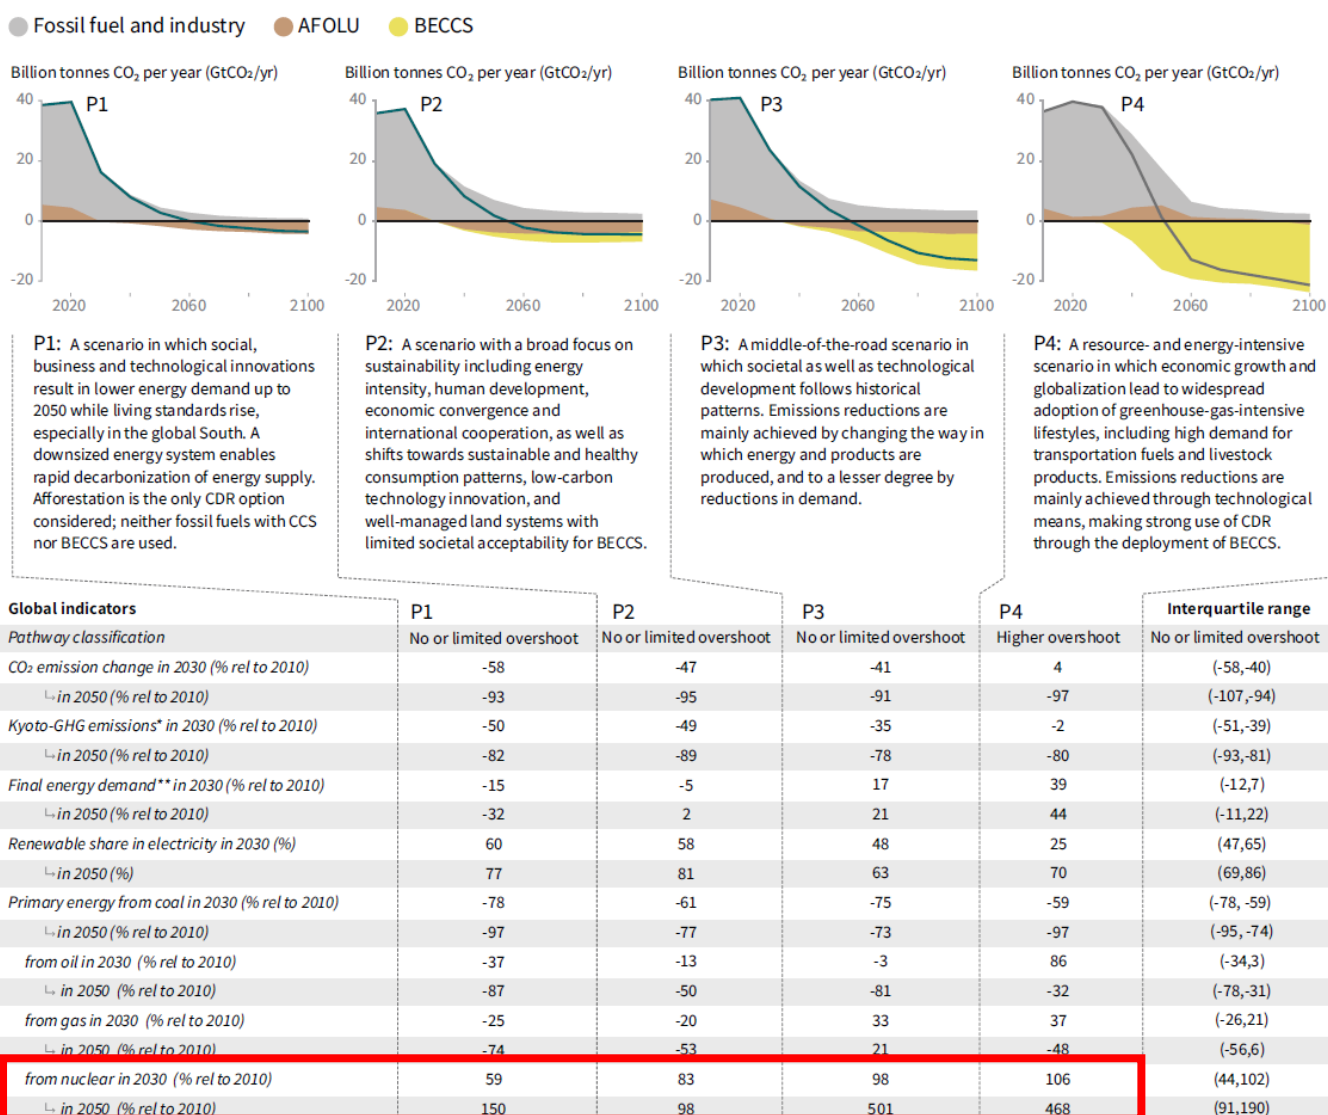 Fossil fuel and industry AFOLU BECCS
Billion tonnes CO₂ per year (GtCO₂/yr) Billion tonnes CO₂ per year (GtCO₂/yr) Billion tonnes CO₂ per year (GtCO₂/yr) Billion tonnes CO₂ per year (GtCO₂/yr)
40 P1 40 P2 40 P3 40 P4
20 20 20 20
0 0 0 0
-20 -20 -20 -20
2020 2060 2100 2020 2060 2100 2020 2060 2100 2020 2060 2100
P1: A scenario in which social,
business and technological innovations
result in lower energy demand up to
2050 while living standards rise,
especially in the global South. A
downsized energy system enables
rapid decarbonization of energy supply.
Afforestation is the only CDR option
considered; neither fossil fuels with CCS
nor BECCS are used.
P2: A scenario with a broad focus on
sustainability including energy
intensity, human development,
economic convergence and
international cooperation, as well as
shifts towards sustainable and healthy
consumption patterns, low-carbon
technology innovation, and
well-managed land systems with
limited societal acceptability for BECCS.
P3: A middle-of-the-road scenario in
which societal as well as technological
development follows historical
patterns. Emissions reductions are
mainly achieved by changing the way in
which energy and products are
produced, and to a lesser degree by
reductions in demand.
P4: A resource- and energy-intensive
scenario in which economic growth and
globalization lead to widespread
adoption of greenhouse-gas-intensive
lifestyles, including high demand for
transportation fuels and livestock
products. Emissions reductions are
mainly achieved through technological
means, making strong use of CDR
through the deployment of BECCS.
Global indicators P1 P2 P3 P4 Interquartile range
Pathway classification No or limited overshoot No or limited overshoot No or limited overshoot Higher overshoot No or limited overshoot
CO₂ emission change in 2030 (% rel to 2010) -58 -47 -41 4 (-58,-40)
↳in 2050 (% rel to 2010) -93 -95 -91 -97 (-107,-94)
Kyoto-GHG emissions* in 2030 (% rel to 2010) -50 -49 -35 -2 (-51,-39)
↳in 2050 (% rel to 2010) -82 -89 -78 -80 (-93,-81)
Final energy demand** in 2030 (% rel to 2010) -15 -5 17 39 (-12,7)
↳in 2050 (% rel to 2010) -32 2 21 44 (-11,22)
Renewable share in electricity in 2030 (%) 60 58 48 25 (47,65)
↳in 2050 (%) 77 81 63 70 (69,86)
Primary energy from coal in 2030 (% rel to 2010) -78 -61 -75 -59 (-78, -59)
↳in 2050 (% rel to 2010) -97 -77 -73 -97 (-95, -74)
from oil in 2030 (% rel to 2010) -37 -13 -3 86 (-34,3)
↳ in 2050 (% rel to 2010) -87 -50 -81 -32 (-78,-31)
from gas in 2030 (% rel to 2010) -25 -20 33 37 (-26,21)
↳ in 2050 (% rel to 2010) -74 -53 21 -48 (-56,6)
from nuclear in 2030 (% rel to 2010) 59 83 98 106 (44,102)
↳ in 2050 (% rel to 2010) 150 98 501 468 (91,190)